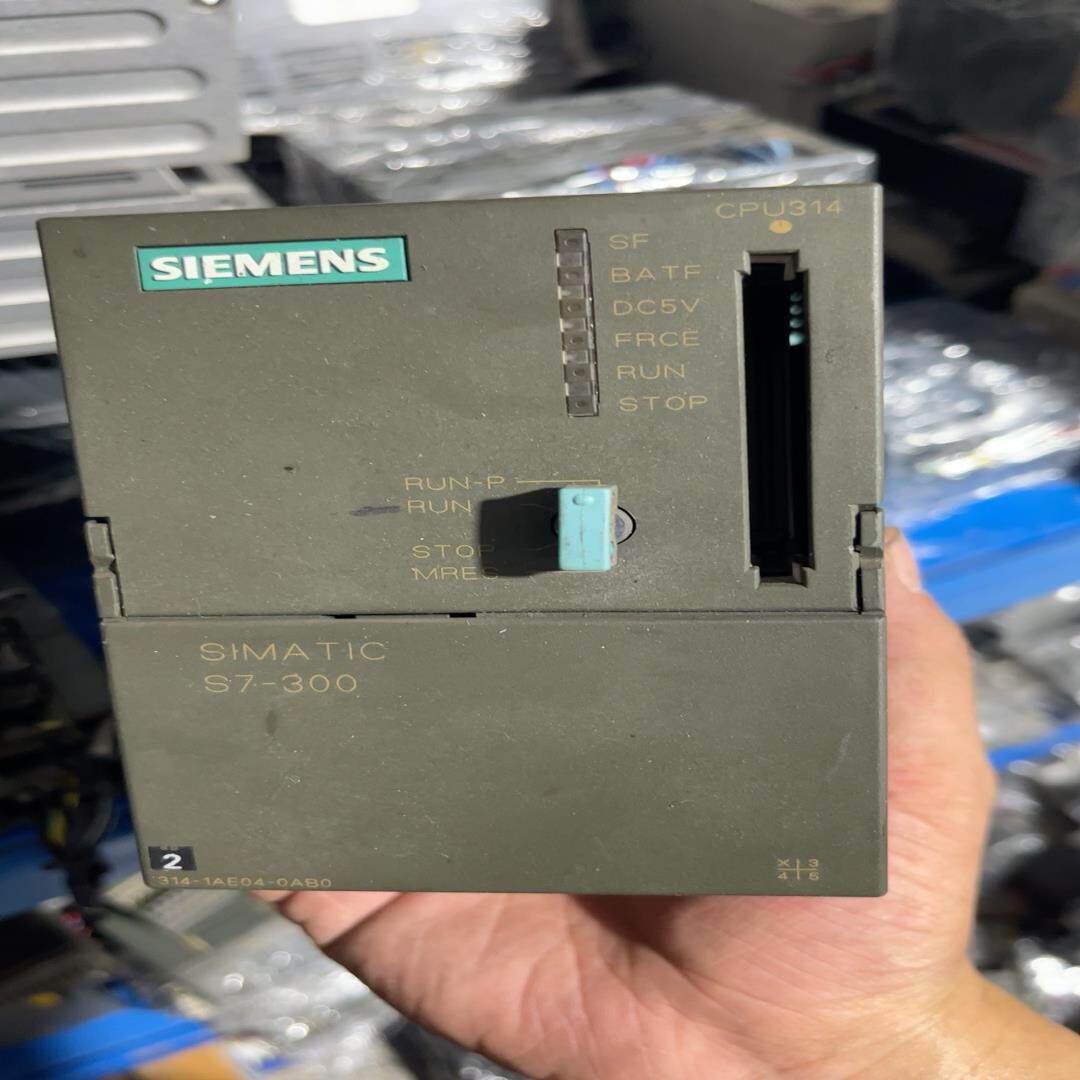 CPU314
SIEMENS
SF
BATF
DC5V
FRCE
RUN
STOP
RUN-P
RUN
STOP
MRES
SIMATIC
S7-300
2
314-1AE04-0AB0
X 3
4 6